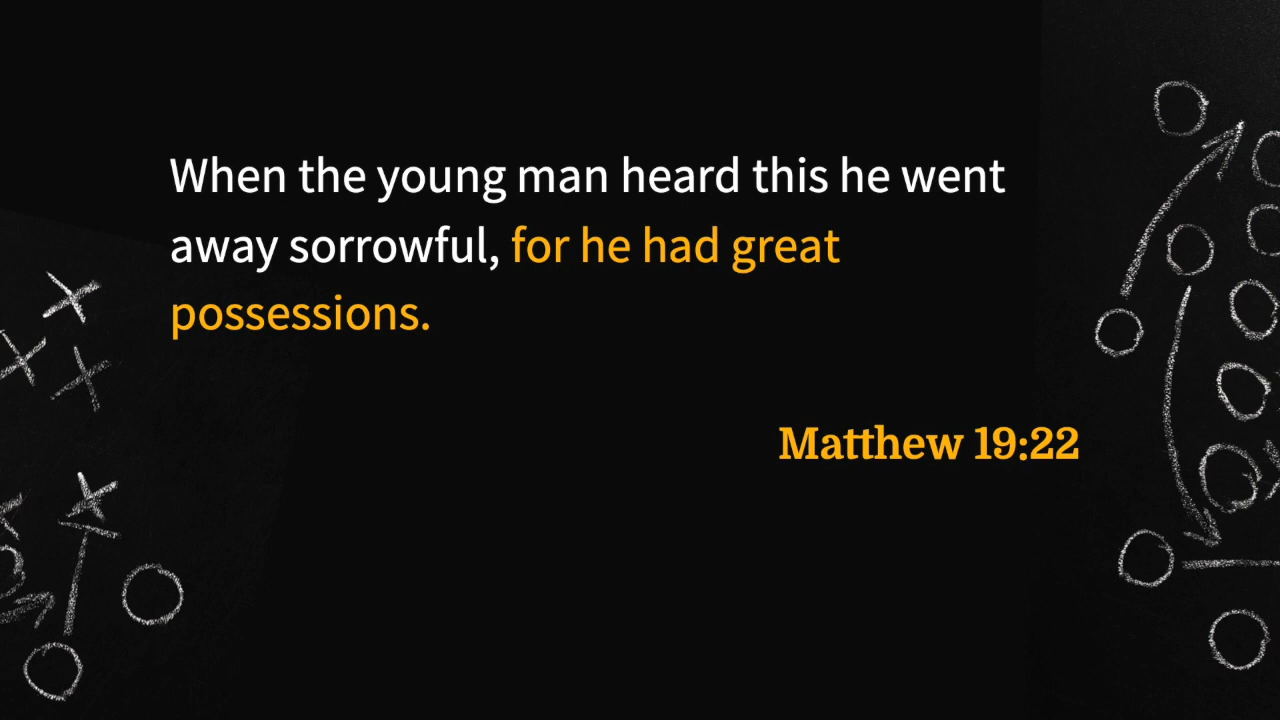 When the young man heard this he went
away sorrowful, for he had great
possessions.
Matthew 19:22